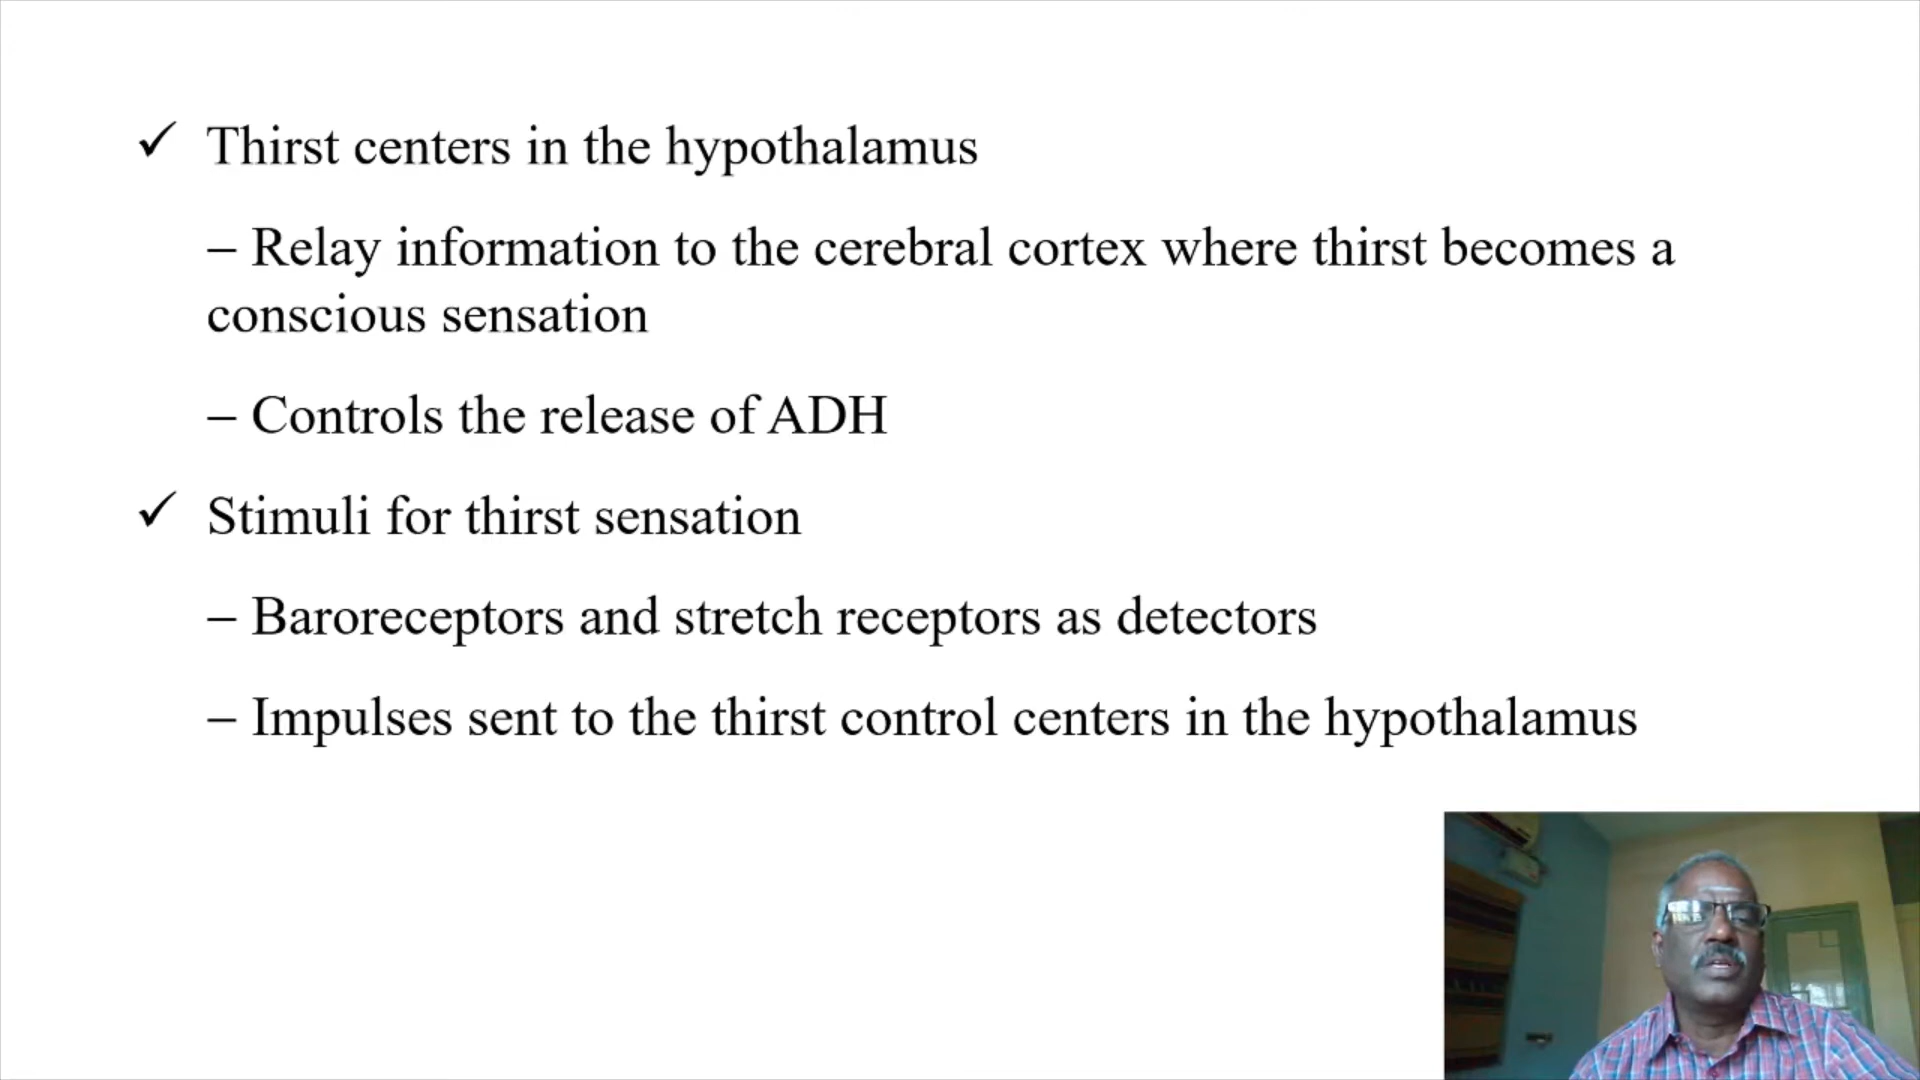 ✓ Thirst centers in the hypothalamus
– Relay information to the cerebral cortex where thirst becomes a
conscious sensation
– Controls the release of ADH
✓ Stimuli for thirst sensation
– Baroreceptors and stretch receptors as detectors
– Impulses sent to the thirst control centers in the hypothalamus